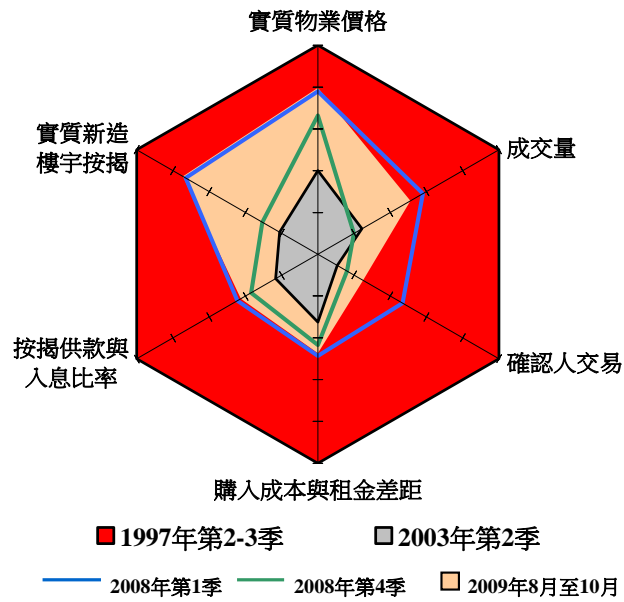 實質物業價格
實質新造
樓宇按揭
成交量
按揭供款與
入息比率
確認人交易
購入成本與租金差距
1997年第2-3季
2003年第2季
2008年第1季
2008年第4季
2009年8月至10月